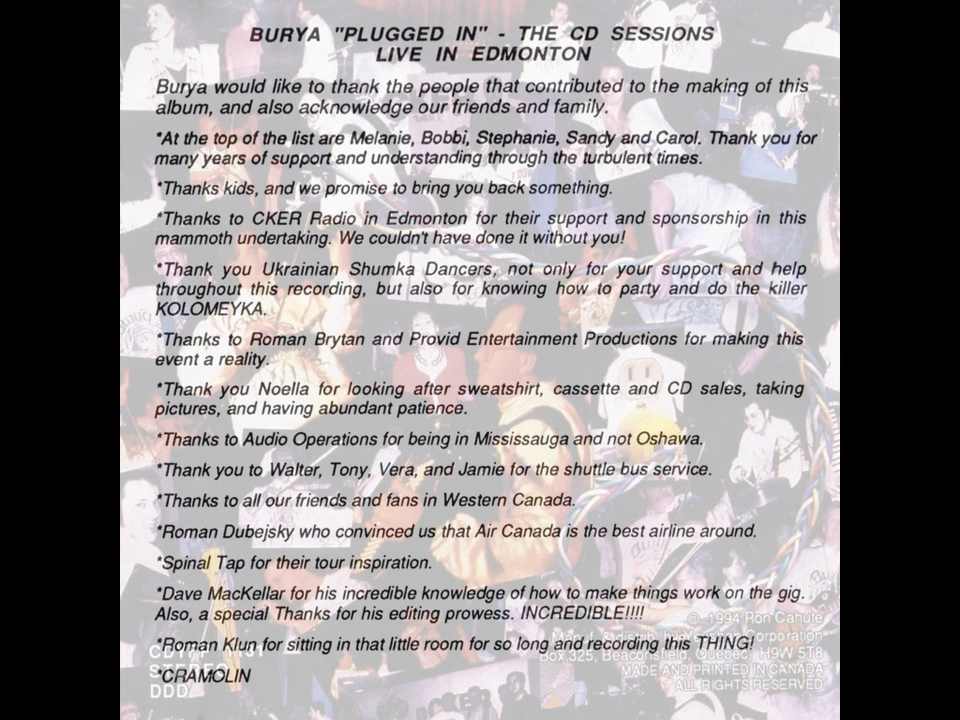 BURYA "PLUGGED IN" - THE CD SESSIONS
LIVE IN EDMONTON
Burya would like to thank the people that contributed to the making of this
album, and also acknowledge our friends and family.
*At the top of the list are Melanie, Bobbi, Stephanie, Sandy and Carol. Thank you for
many years of support and understanding through the turbulent times.
*Thanks kids, and we promise to bring you back something.
*Thanks to CKER Radio in Edmonton for their support and sponsorship in this
mammoth undertaking. We couldn't have done it without you!
*Thank you Ukrainian Shumka Dancers, not only for your support and help
throughout this recording, but also for knowing how to party and do the killer
KOLOMEYKA.
*Thanks to Roman Brytan and Provid Entertainment Productions for making this
event a reality.
*Thank you Noella for looking after sweatshirt, cassette and CD sales, taking
pictures, and having abundant patience.
*Thanks to Audio Operations for being in Mississauga and not Oshawa.
*Thank you to Walter, Tony, Vera, and Jamie for the shuttle bus service.
*Thanks to all our friends and fans in Western Canada.
*Roman Dubejsky who convinced us that Air Canada is the best airline around.
*Spinal Tap for their tour inspiration.
*Dave MacKellar for his incredible knowledge of how to make things work on the gig.
Also, a special Thanks for his editing prowess. INCREDIBLE!!!!
© 1994 Ron Cahute
*Roman Klun for sitting in that little room for so long and recording this THING!
Manuf. & distrib. by Corporation
Box 325, Beaconsfield, Quebec, H9W 5T8
STEREO
MADE AND PRINTED IN CANADA
*CRAMOLIN
DDD
ALL RIGHTS RESERVED